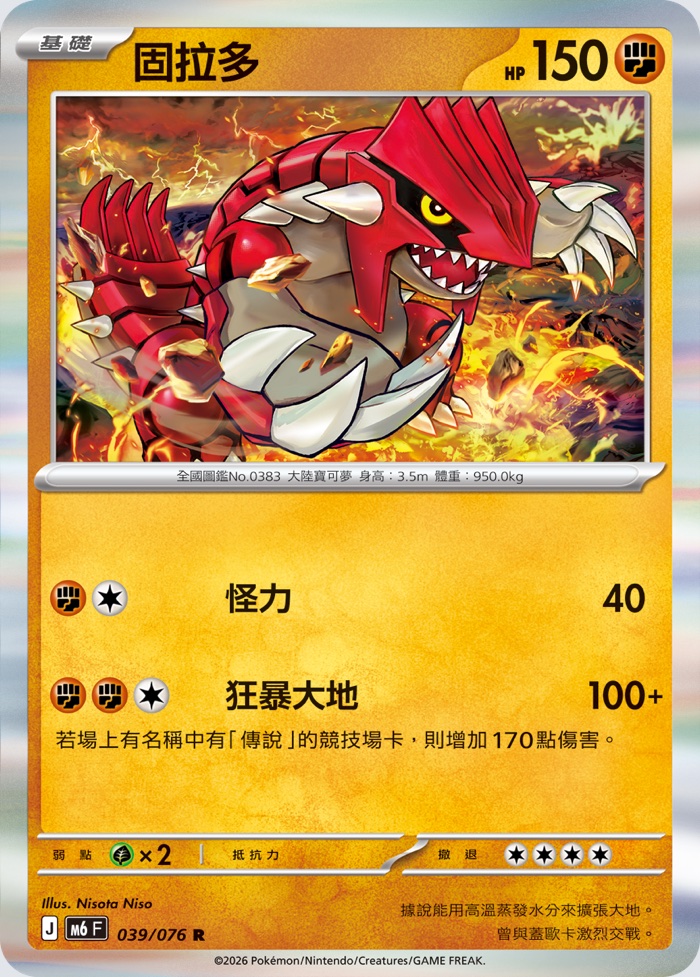 基礎
固拉多
HP 150
全國圖鑑No.0383 大陸寶可夢 身高：3.5m 體重：950.0kg
怪力 40
狂暴大地 100+
若場上有名稱中有「傳說」的競技場卡，則增加170點傷害。
弱點 ×2 抵抗力 撤退
Illus. Nisota Niso
J M6 F 039/076 R
據說能用高溫蒸發水分來擴張大地。
曾與蓋歐卡激烈交戰。
©2026 Pokémon/Nintendo/Creatures/GAME FREAK.